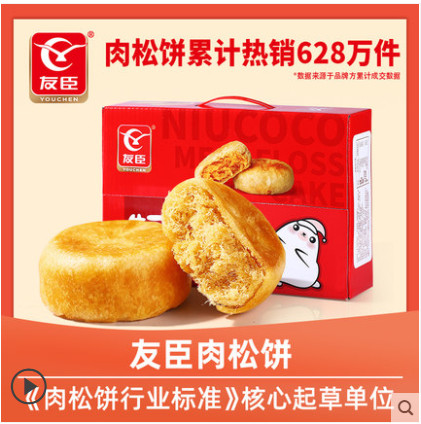 友臣
YOUCHEN
®
肉松饼累计热销628万件
*数据来源于品牌方累计成交数据
友臣
YOUCHEN
NIUCOCO
友臣肉松饼
《肉松饼行业标准》核心起草单位